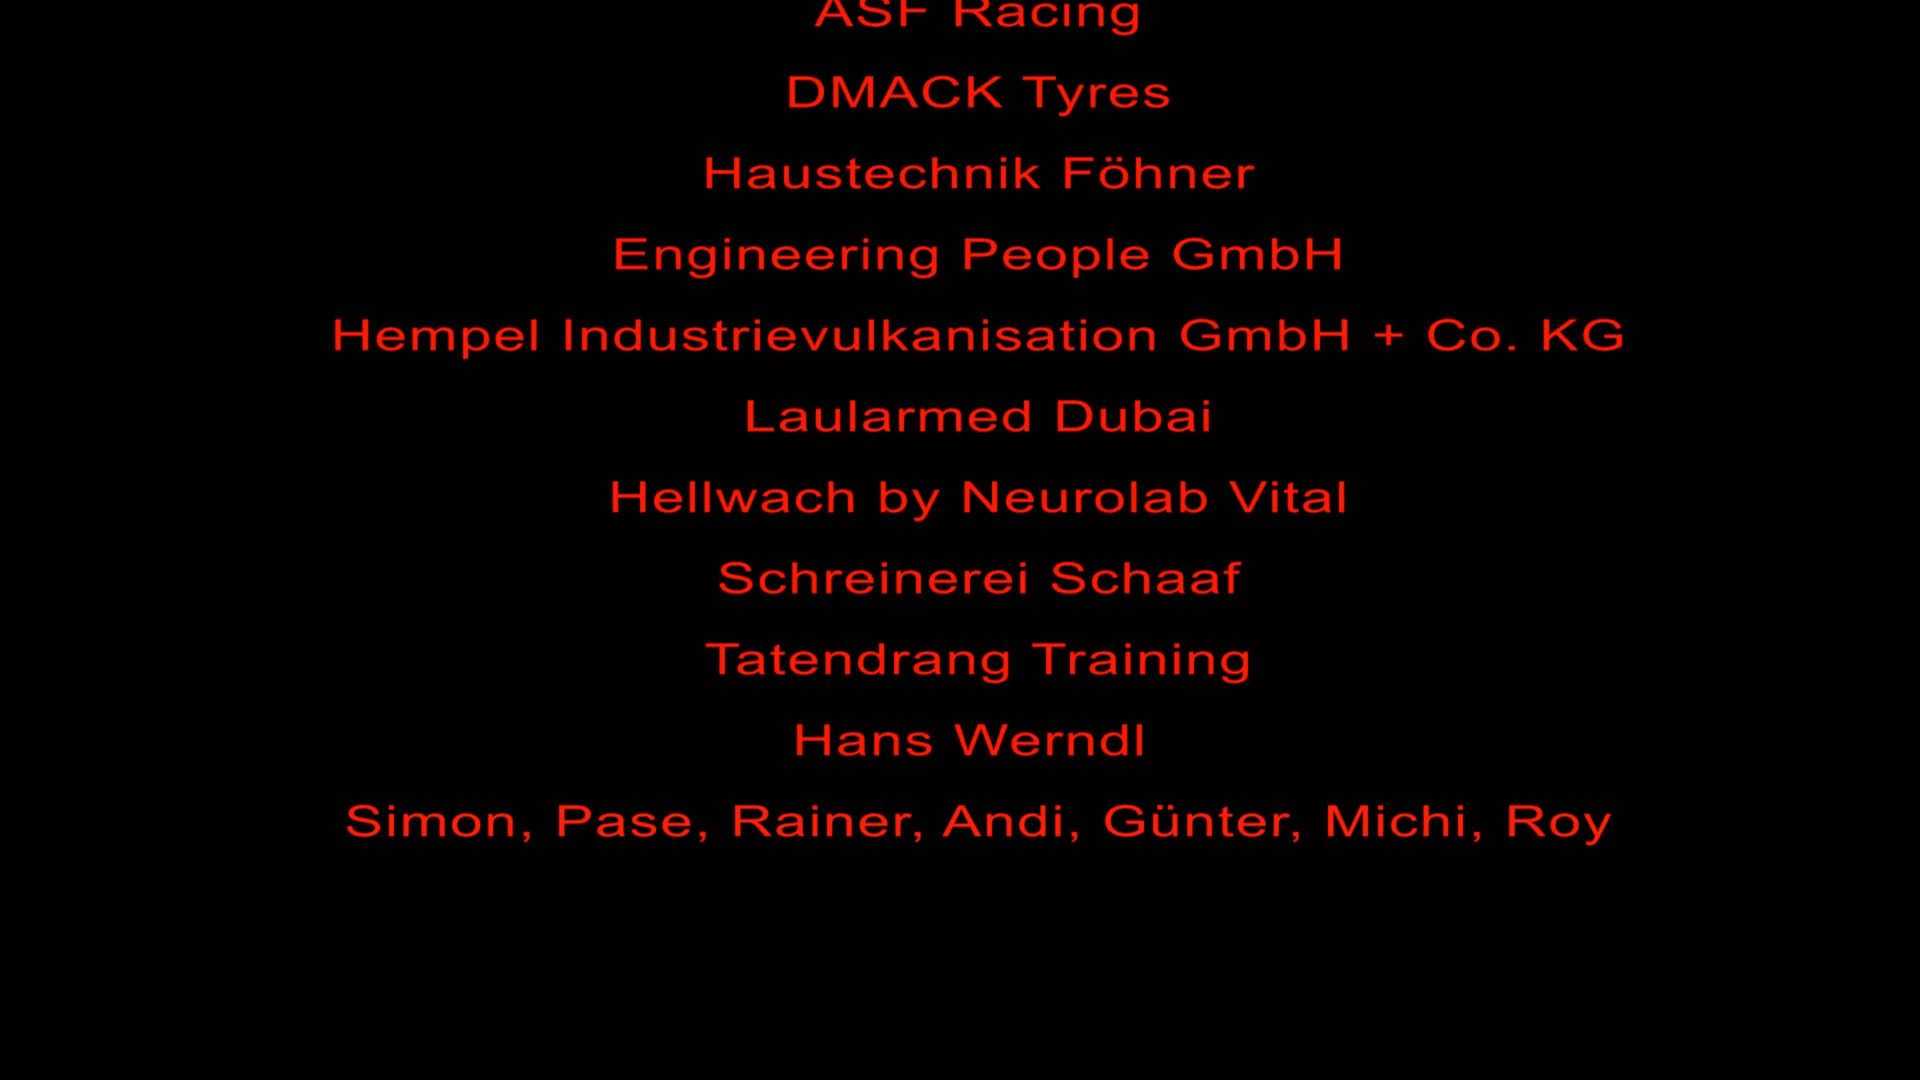 ASF Racing
DMACK Tyres
Haustechnik Föhner
Engineering People GmbH
Hempel Industrievulkanisation GmbH + Co. KG
Laularmed Dubai
Hellwach by Neurolab Vital
Schreinerei Schaaf
Tatendrang Training
Hans Werndl
Simon, Pase, Rainer, Andi, Günter, Michi, Roy